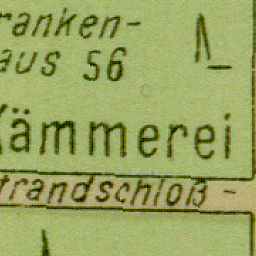 ranken-
aus 56
Kämmerei
trandschloß -